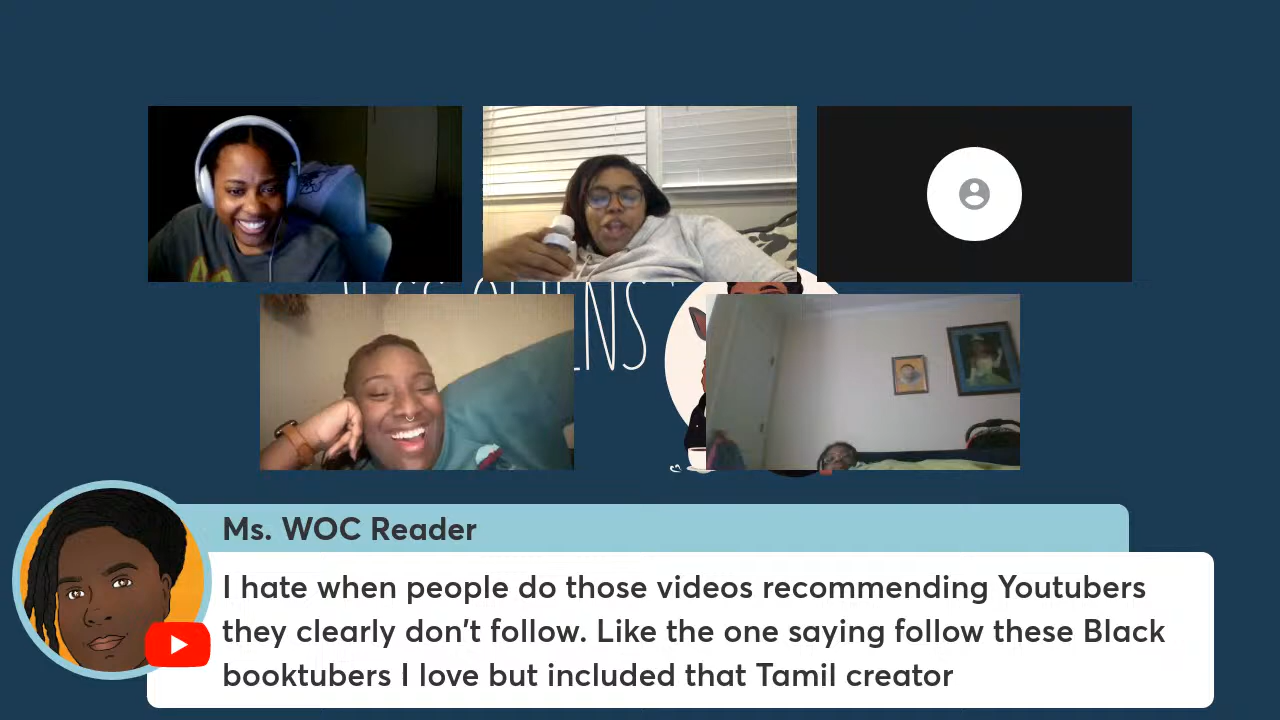 Ms. WOC Reader
I hate when people do those videos recommending Youtubers
they clearly don't follow. Like the one saying follow these Black
booktubers I love but included that Tamil creator